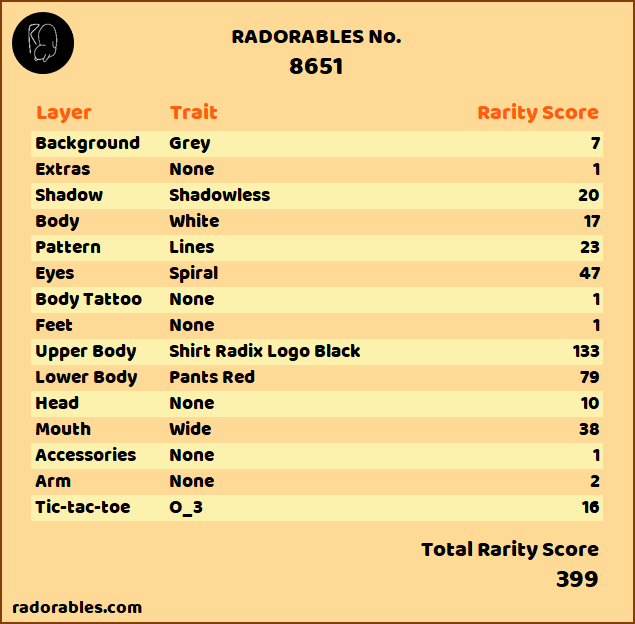 RADORABLES No.
8651
Layer Trait Rarity Score
Background Grey 7
Extras None 1
Shadow Shadowless 20
Body White 17
Pattern Lines 23
Eyes Spiral 47
Body Tattoo None 1
Feet None 1
Upper Body Shirt Radix Logo Black 133
Lower Body Pants Red 79
Head None 10
Mouth Wide 38
Accessories None 1
Arm None 2
Tic-tac-toe O_3 16
Total Rarity Score
399
radorables.com